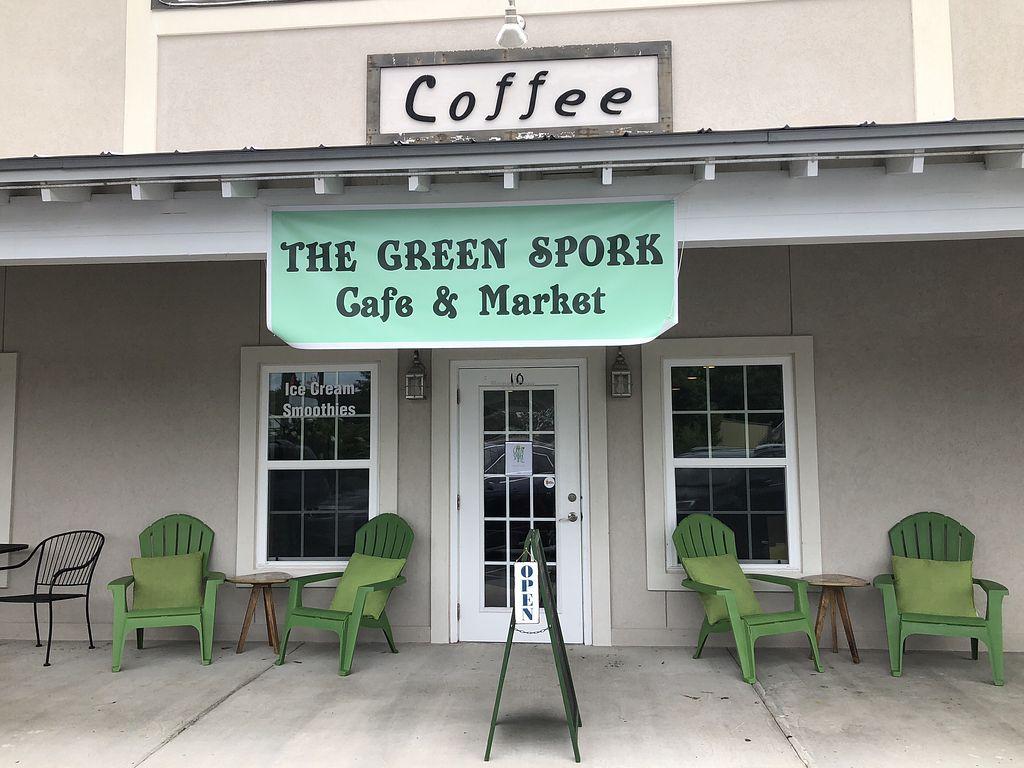 Coffee
THE GREEN SPORK
Cafe & Market
Ice Cream
Smoothies
10
OPEN